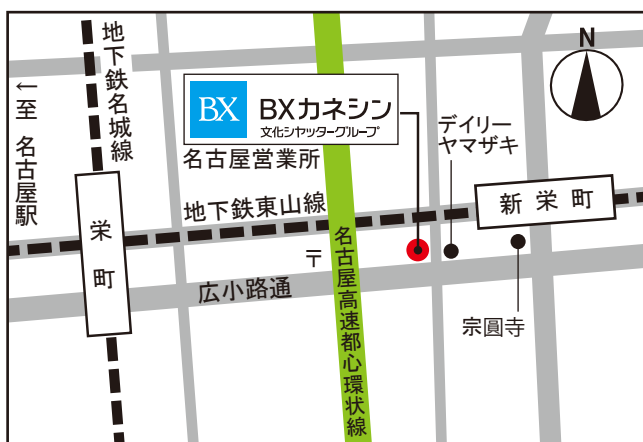 地下鉄名城線
←至 名古屋駅
BX
BXカネシン
文化シヤッターグループ
名古屋営業所
デイリー
ヤマザキ
N
地下鉄東山線
新栄町
栄町
〒
広小路通
名古屋高速都心環状線
宗圓寺